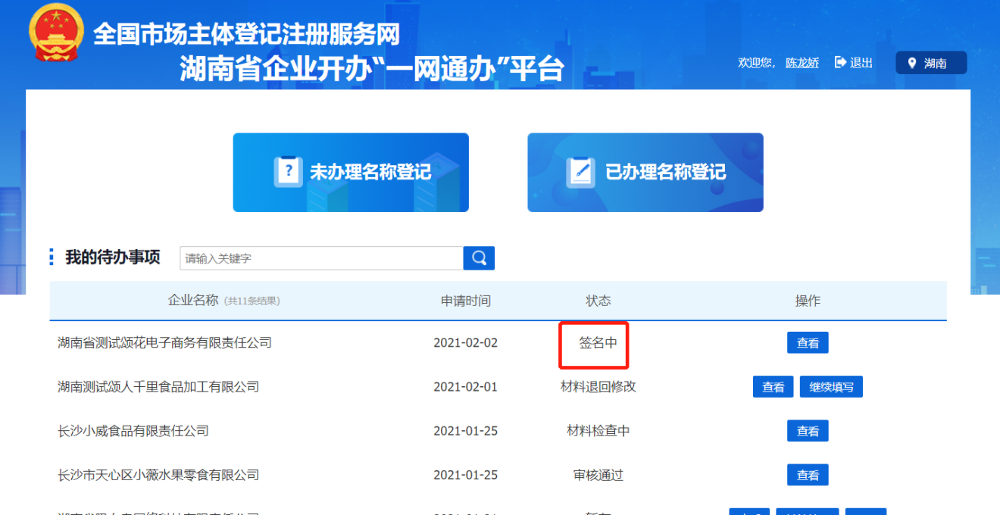 全国市场主体登记注册服务网
湖南省企业开办“一网通办”平台
欢迎您, 陈龙娇 退出 湖南
未办理名称登记 已办理名称登记
我的待办事项 请输入关键字
企业名称 (共11条结果) 申请时间 状态 操作
湖南省测试颂花电子商务有限责任公司 2021-02-02 签名中 查看
湖南测试颂人千里食品加工有限公司 2021-02-01 材料退回修改 查看 继续填写
长沙小威食品有限责任公司 2021-01-25 材料检查中 查看
长沙市天心区小薇水果零食有限公司 2021-01-25 审核通过 查看